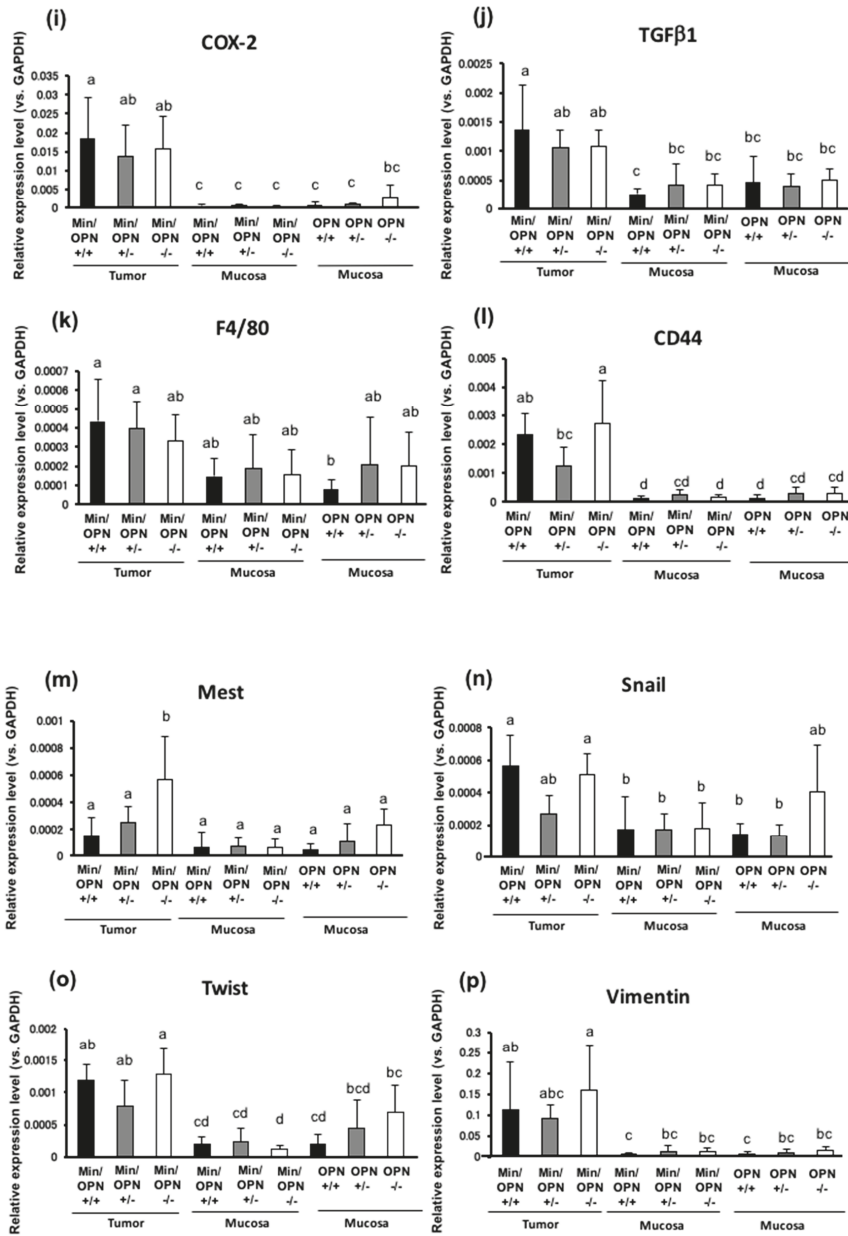 (i)
COX-2
Relative expression level (vs. GAPDH)
0.035
0.03
0.025
0.02
0.015
0.01
0.005
0
a ab ab c c c c c bc
Min/ Min/ Min/ Min/ Min/ Min/ OPN OPN OPN
OPN OPN OPN OPN OPN OPN +/+ +/- -/-
+/+ +/- -/- +/+ +/- -/-
Tumor Mucosa Mucosa
(j)
TGFβ1
Relative expression level (vs. GAPDH)
0.0025
0.002
0.0015
0.001
0.0005
0
a ab ab c bc bc bc bc bc
Min/ Min/ Min/ Min/ Min/ Min/ OPN OPN OPN
OPN OPN OPN OPN OPN OPN +/+ +/- -/-
+/+ +/- -/- +/+ +/- -/-
Tumor Mucosa Mucosa
(k)
F4/80
Relative expression level (vs. GAPDH)
0.0007
0.0006
0.0005
0.0004
0.0003
0.0002
0.0001
0
a a ab ab ab ab b ab ab
Min/ Min/ Min/ Min/ Min/ Min/ OPN OPN OPN
OPN OPN OPN OPN OPN OPN +/+ +/- -/-
+/+ +/- -/- +/+ +/- -/-
Tumor Mucosa Mucosa
(l)
CD44
Relative expression level (vs. GAPDH)
0.005
0.004
0.003
0.002
0.001
0
ab bc a d cd d d cd cd
Min/ Min/ Min/ Min/ Min/ Min/ OPN OPN OPN
OPN OPN OPN OPN OPN OPN +/+ +/- -/-
+/+ +/- -/- +/+ +/- -/-
Tumor Mucosa Mucosa
(m)
Mest
Relative expression level (vs. GAPDH)
0.001
0.0008
0.0006
0.0004
0.0002
0
a a b a a a a a a
Min/ Min/ Min/ Min/ Min/ Min/ OPN OPN OPN
OPN OPN OPN OPN OPN OPN +/+ +/- -/-
+/+ +/- -/- +/+ +/- -/-
Tumor Mucosa Mucosa
(n)
Snail
Relative expression level (vs. GAPDH)
0.0008
0.0006
0.0004
0.0002
0
a ab a b b b b b ab
Min/ Min/ Min/ Min/ Min/ Min/ OPN OPN OPN
OPN OPN OPN OPN OPN OPN +/+ +/- -/-
+/+ +/- -/- +/+ +/- -/-
Tumor Mucosa Mucosa
(o)
Twist
Relative expression level (vs. GAPDH)
0.002
0.0015
0.001
0.0005
0
ab ab a cd cd d cd bcd bc
Min/ Min/ Min/ Min/ Min/ Min/ OPN OPN OPN
OPN OPN OPN OPN OPN OPN +/+ +/- -/-
+/+ +/- -/- +/+ +/- -/-
Tumor Mucosa Mucosa
(p)
Vimentin
Relative expression level (vs. GAPDH)
0.3
0.25
0.2
0.15
0.1
0.05
0
ab abc a c bc bc c bc bc
Min/ Min/ Min/ Min/ Min/ Min/ OPN OPN OPN
OPN OPN OPN OPN OPN OPN +/+ +/- -/-
+/+ +/- -/- +/+ +/- -/-
Tumor Mucosa Mucosa